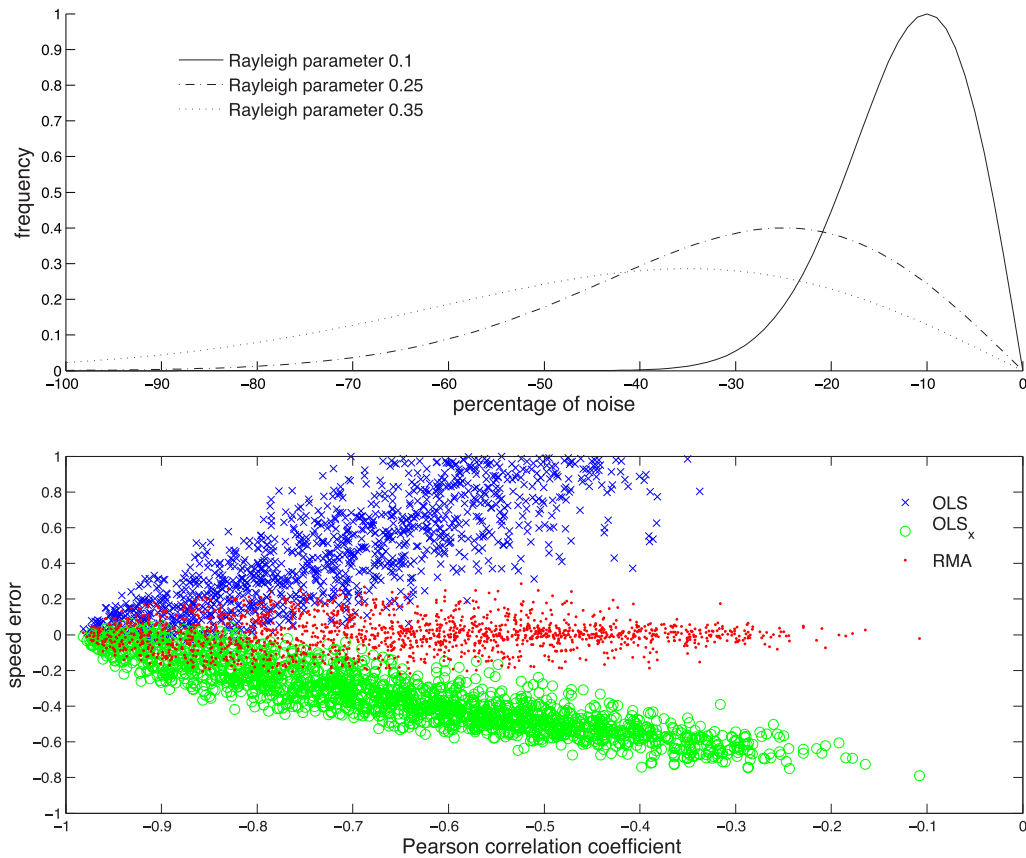 1
0.9
0.8
0.7
0.6
0.5
0.4
0.3
0.2
0.1
0
frequency
Rayleigh parameter 0.1
Rayleigh parameter 0.25
Rayleigh parameter 0.35
−100 −90 −80 −70 −60 −50 −40 −30 −20 −10 0
percentage of noise
1
0.8
0.6
0.4
0.2
0
−0.2
−0.4
−0.6
−0.8
−1
speed error
OLS
OLSx
RMA
−1 −0.9 −0.8 −0.7 −0.6 −0.5 −0.4 −0.3 −0.2 −0.1 0
Pearson correlation coefficient